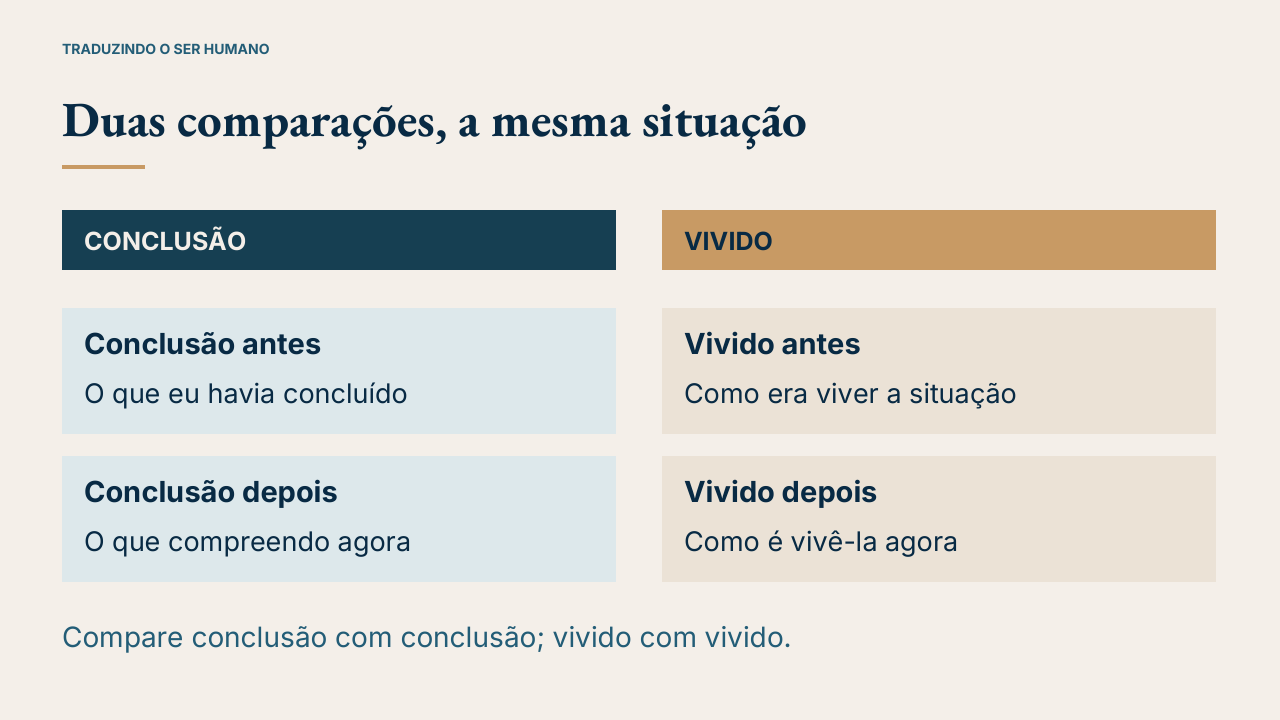 TRADUZINDO O SER HUMANO
Duas comparações, a mesma situação
CONCLUSÃO
Conclusão antes
O que eu havia concluído
Conclusão depois
O que compreendo agora
VIVIDO
Vivido antes
Como era viver a situação
Vivido depois
Como é vivê-la agora
Compare conclusão com conclusão; vivido com vivido.